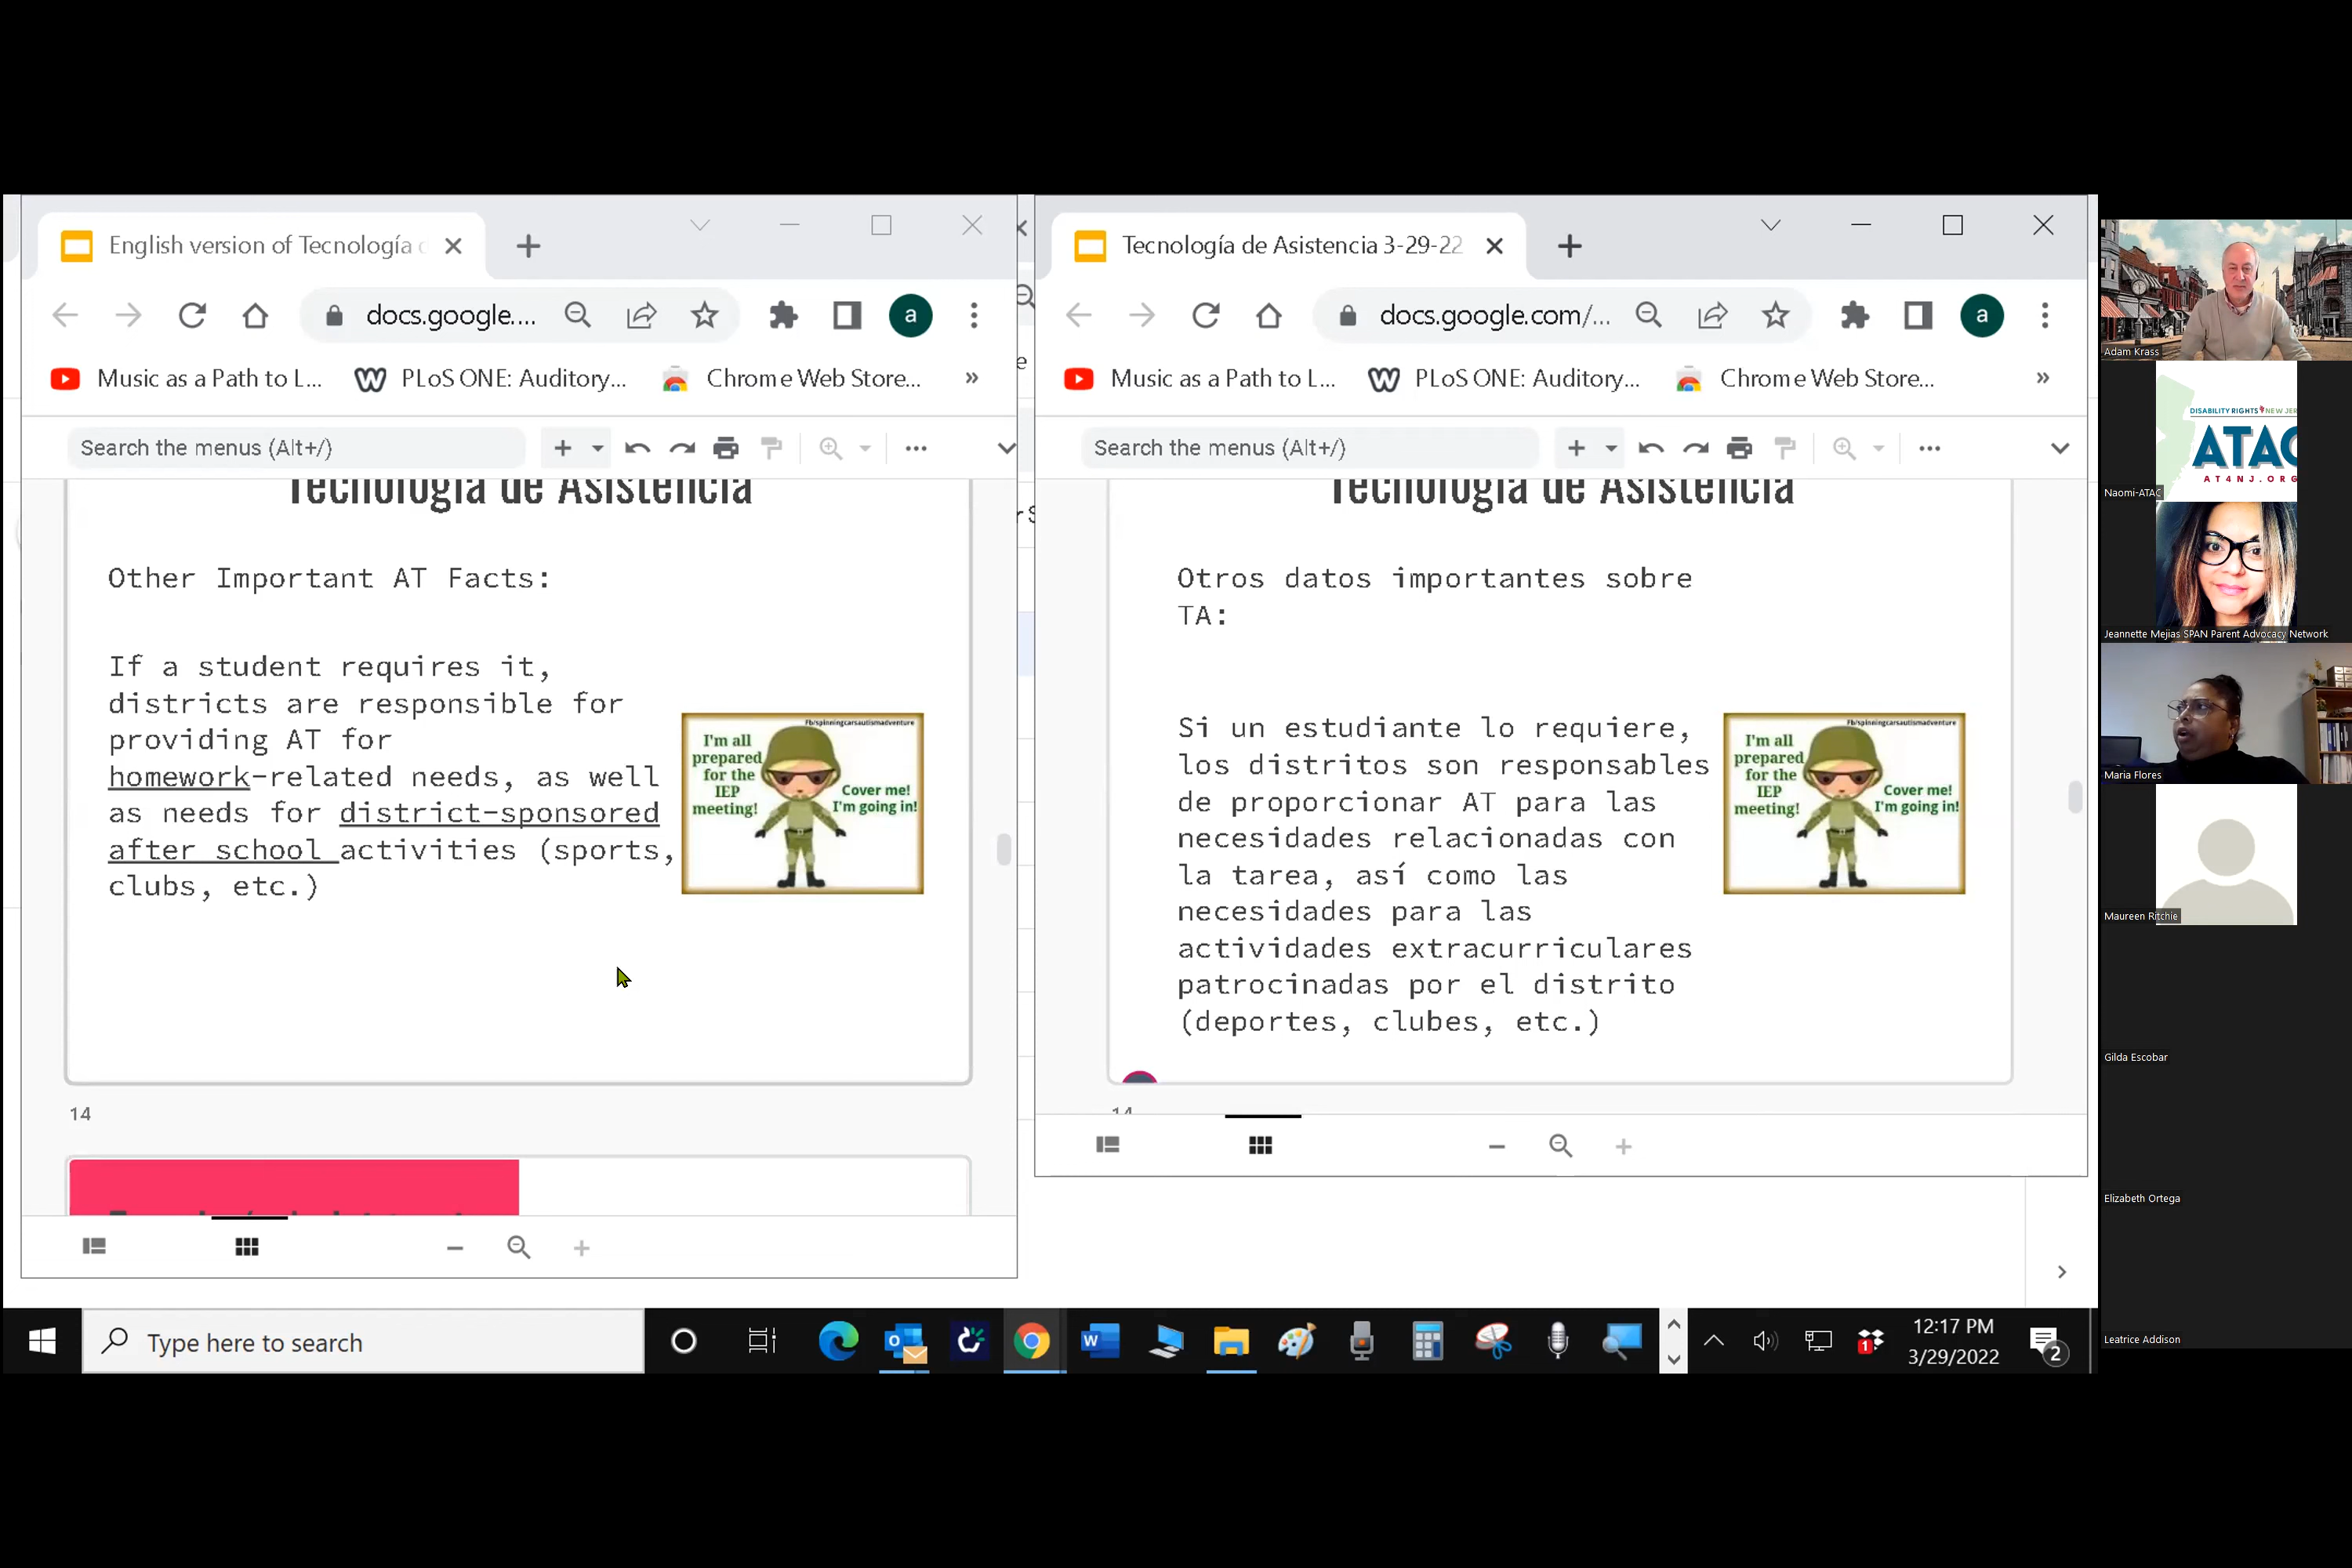 English version of Tecnología
docs.google....
a
Music as a Path to L...
PLoS ONE: Auditory...
Chrome Web Store...
»
Search the menus (Alt+/)
Tecnología de Asistencia
Other Important AT Facts:
If a student requires it,
districts are responsible for
providing AT for
homework-related needs, as well
as needs for district-sponsored
after school activities (sports,
clubs, etc.)
Fb/spinningcarsautismadventure
I'm all
prepared
for the
IEP
meeting!
Cover me!
I'm going in!
14
Tecnología de Asistencia 3-29-22
docs.google.com/...
a
Music as a Path to L...
PLoS ONE: Auditory...
Chrome Web Store...
»
Search the menus (Alt+/)
Tecnología de Asistencia
Otros datos importantes sobre
TA:
Si un estudiante lo requiere,
los distritos son responsables
de proporcionar AT para las
necesidades relacionadas con
la tarea, así como las
necesidades para las
actividades extracurriculares
patrocinadas por el distrito
(deportes, clubes, etc.)
Fb/spinningcarsautismadventure
I'm all
prepared
for the
IEP
meeting!
Cover me!
I'm going in!
14
Adam Krass
DISABILITY RIGHTS NEW JER
ATAC
AT4NJ.ORG
Naomi-ATAC
Jeannette Mejias SPAN Parent Advocacy Network
Maria Flores
Maureen Ritchie
Gilda Escobar
Elizabeth Ortega
Leatrice Addison
Type here to search
12:17 PM
3/29/2022
2
1